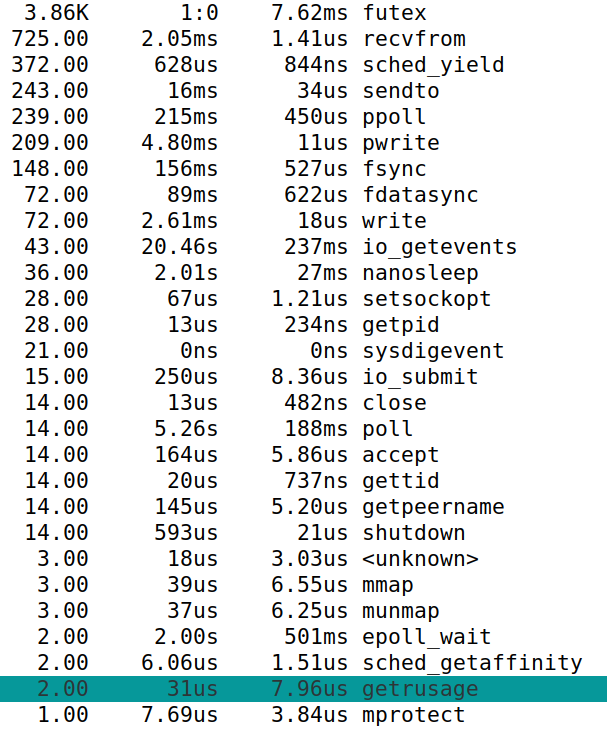 3.86K 1:0 7.62ms futex
725.00 2.05ms 1.41us recvfrom
372.00 628us 844ns sched_yield
243.00 16ms 34us sendto
239.00 215ms 450us ppoll
209.00 4.80ms 11us pwrite
148.00 156ms 527us fsync
72.00 89ms 622us fdatasync
72.00 2.61ms 18us write
43.00 20.46s 237ms io_getevents
36.00 2.01s 27ms nanosleep
28.00 67us 1.21us setsockopt
28.00 13us 234ns getpid
21.00 0ns 0ns sysdigevent
15.00 250us 8.36us io_submit
14.00 13us 482ns close
14.00 5.26s 188ms poll
14.00 164us 5.86us accept
14.00 20us 737ns gettid
14.00 145us 5.20us getpeername
14.00 593us 21us shutdown
3.00 18us 3.03us <unknown>
3.00 39us 6.55us mmap
3.00 37us 6.25us munmap
2.00 2.00s 501ms epoll_wait
2.00 6.06us 1.51us sched_getaffinity
2.00 31us 7.96us getrusage
1.00 7.69us 3.84us mprotect